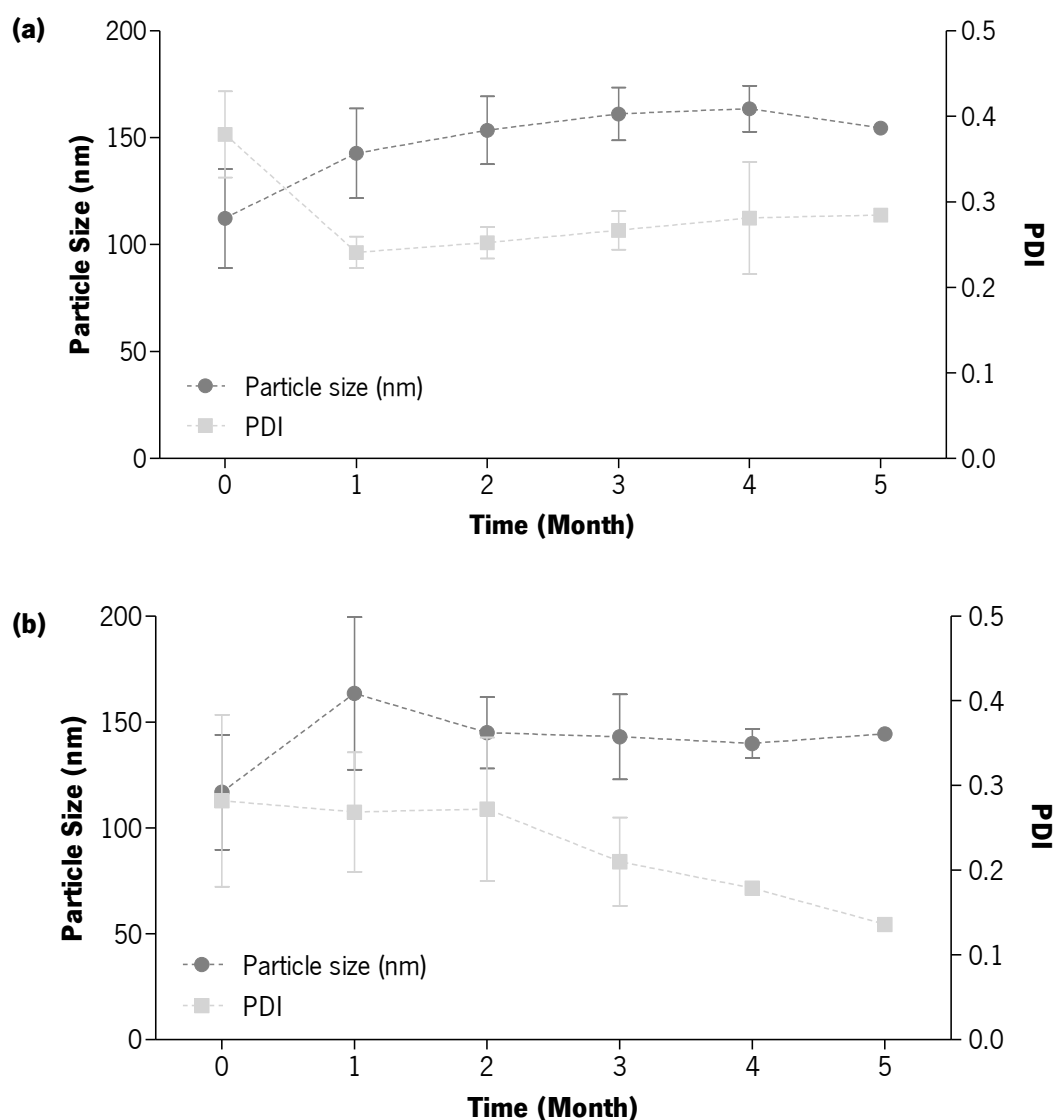 (a)
200
150
100
50
0
Particle Size (nm)
0.5
0.4
0.3
0.2
0.1
0.0
PDI
Particle size (nm)
PDI
0 1 2 3 4 5
Time (Month)
(b)
200
150
100
50
0
Particle Size (nm)
0.5
0.4
0.3
0.2
0.1
0.0
PDI
Particle size (nm)
PDI
0 1 2 3 4 5
Time (Month)